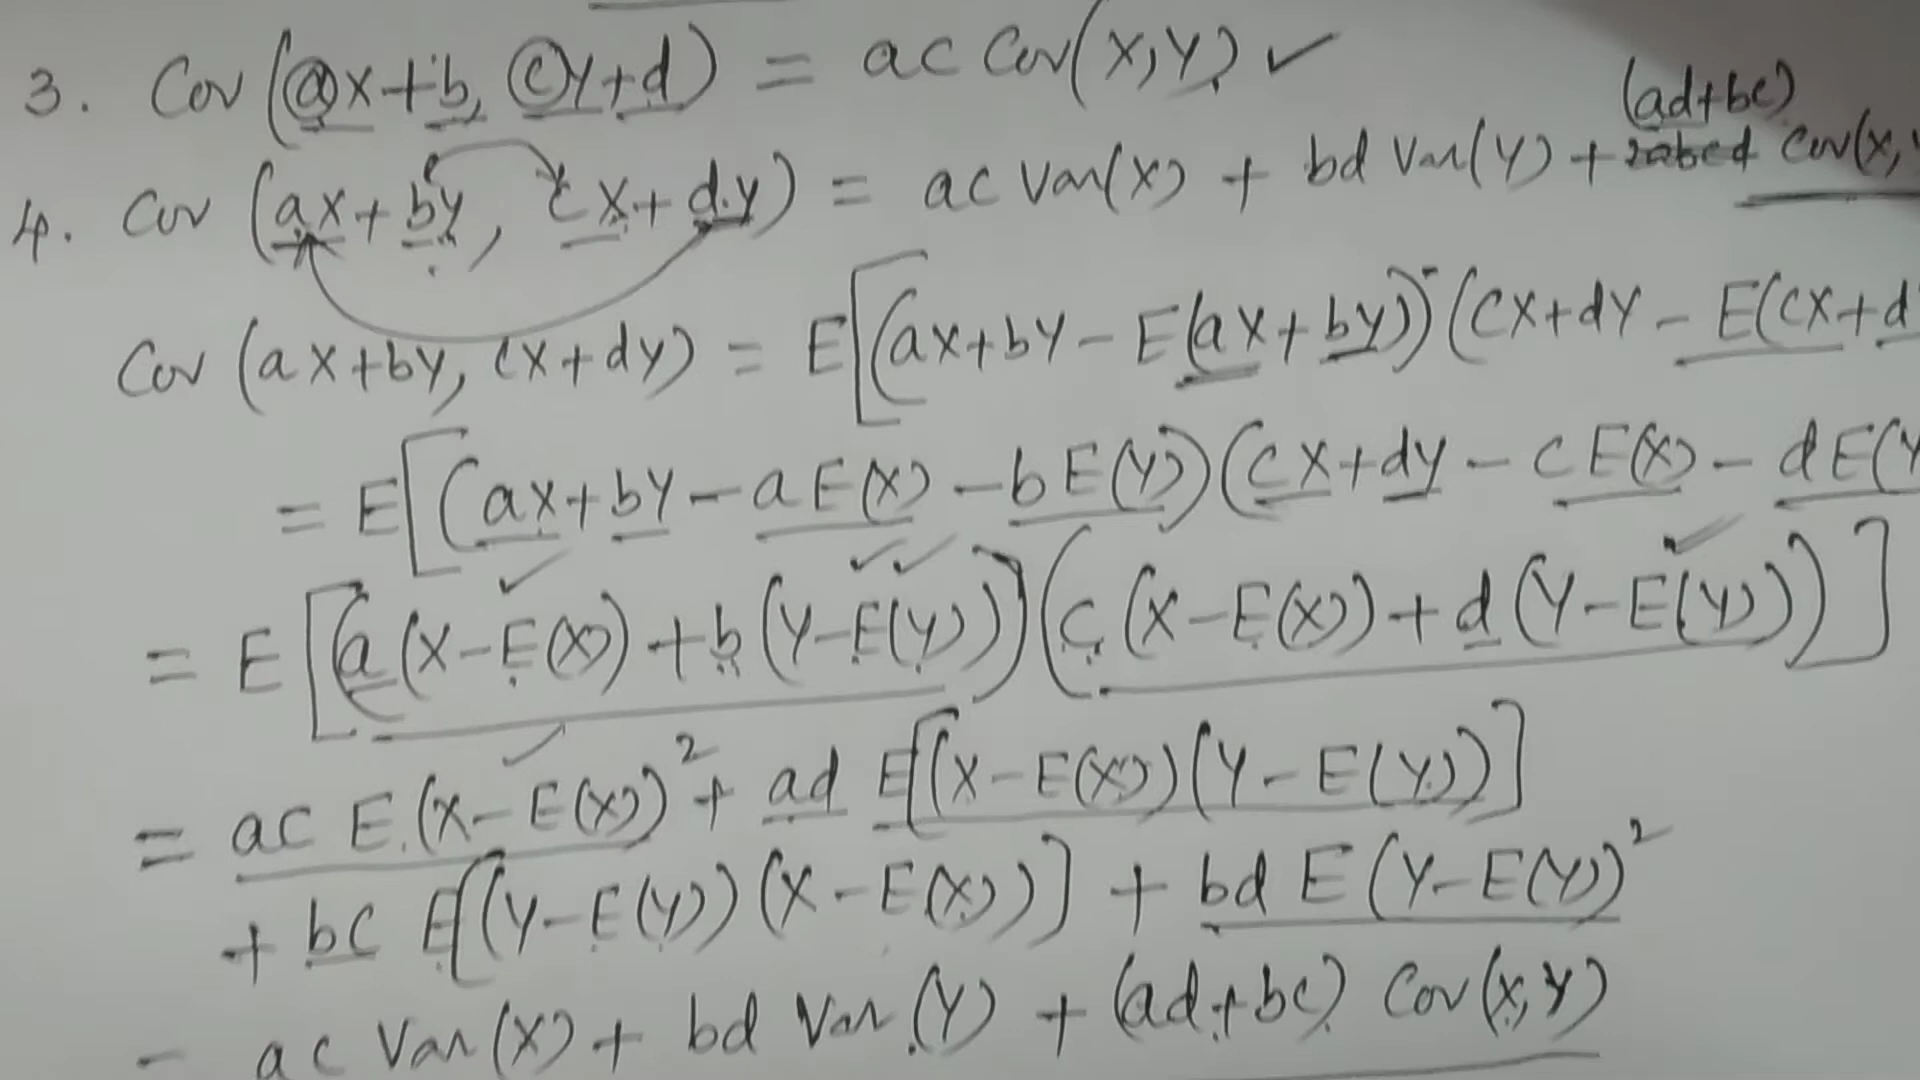 3. Cov (aX+b, cY+d) = ac Cov(X,Y) ✓
(ad+bc)
4. Cov (aX+bY, cX+dY) = ac Var(X) + bd Var(Y) + 2abcd Cov(X,
Cov (aX+bY, cX+dY) = E[(aX+bY-E(aX+bY))(cX+dY-E(cX+d
= E[(aX+bY-aE(X)-bE(Y))(cX+dY-cE(X)-dE(Y
= E[(a(X-E(X))+b(Y-E(Y)))(c(X-E(X))+d(Y-E(Y)))]
= ac E(X-E(X))² + ad E[(X-E(X))(Y-E(Y))]
+ bc E[(Y-E(Y))(X-E(X))] + bd E(Y-E(Y))²
= ac Var(X) + bd Var(Y) + (ad+bc) Cov(X,Y)